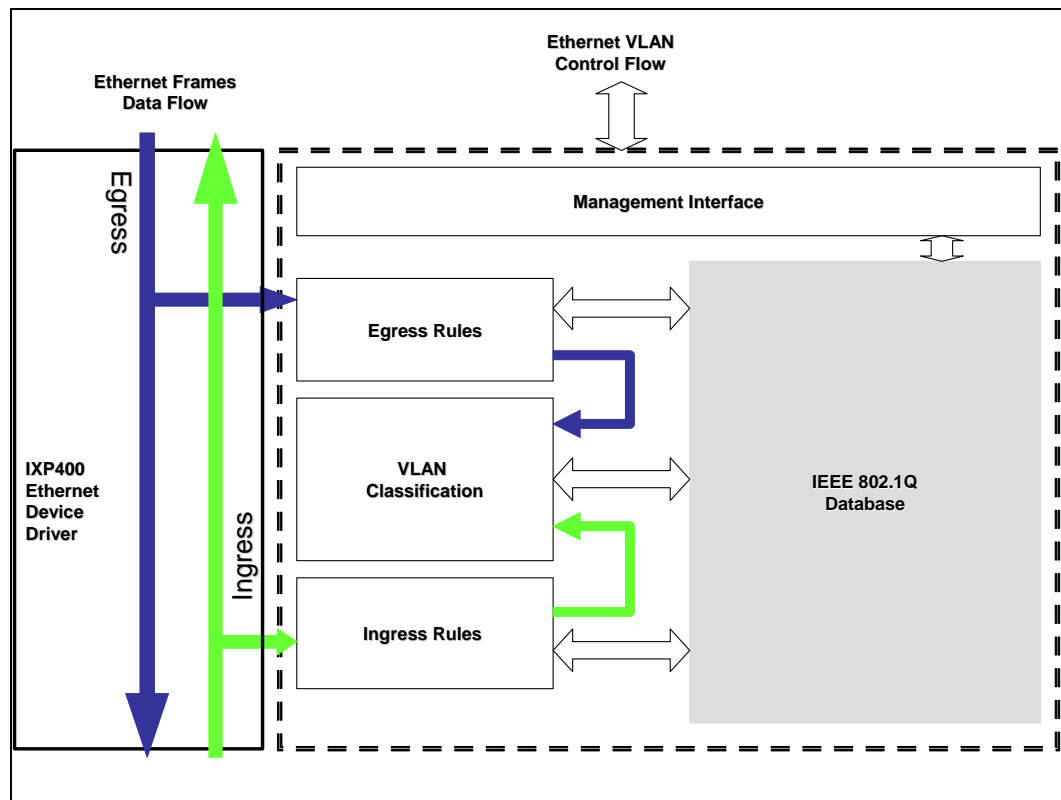 Ethernet VLAN
Control Flow
Ethernet Frames
Data Flow
Egress
Management Interface
Egress Rules
IXP400
Ethernet
Device
Driver
VLAN
Classification
IEEE 802.1Q
Database
Ingress
Ingress Rules